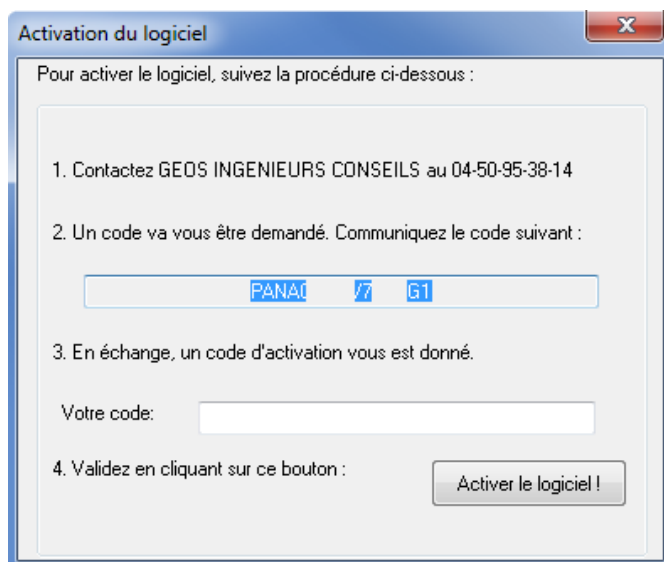 Activation du logiciel
Pour activer le logiciel, suivez la procédure ci-dessous :
1. Contactez GEOS INGENIEURS CONSEILS au 04-50-95-38-14
2. Un code va vous être demandé. Communiquez le code suivant :
G1
3. En échange, un code d'activation vous est donné.
Votre code:
4. Validez en cliquant sur ce bouton :
Activer le logiciel !